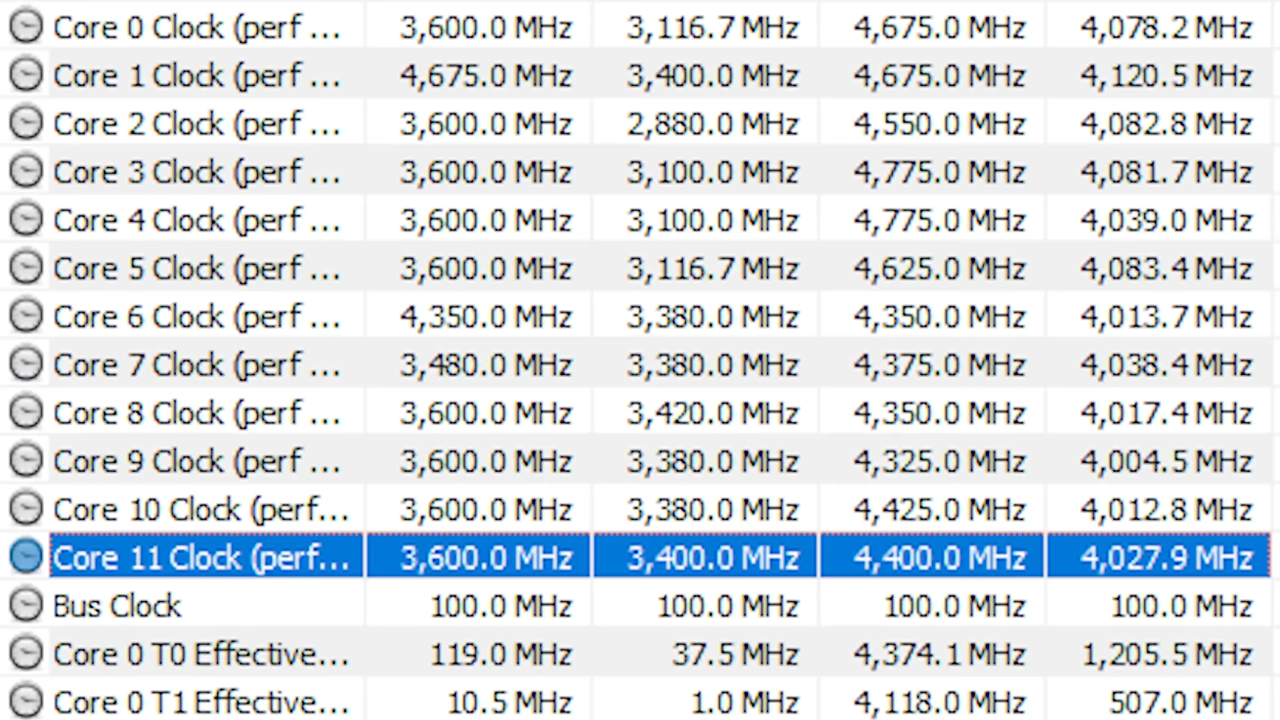 Core 0 Clock (perf ... 3,600.0 MHz 3,116.7 MHz 4,675.0 MHz 4,078.2 MHz
Core 1 Clock (perf ... 4,675.0 MHz 3,400.0 MHz 4,675.0 MHz 4,120.5 MHz
Core 2 Clock (perf ... 3,600.0 MHz 2,880.0 MHz 4,550.0 MHz 4,082.8 MHz
Core 3 Clock (perf ... 3,600.0 MHz 3,100.0 MHz 4,775.0 MHz 4,081.7 MHz
Core 4 Clock (perf ... 3,600.0 MHz 3,100.0 MHz 4,775.0 MHz 4,039.0 MHz
Core 5 Clock (perf ... 3,600.0 MHz 3,116.7 MHz 4,625.0 MHz 4,083.4 MHz
Core 6 Clock (perf ... 4,350.0 MHz 3,380.0 MHz 4,350.0 MHz 4,013.7 MHz
Core 7 Clock (perf ... 3,480.0 MHz 3,380.0 MHz 4,375.0 MHz 4,038.4 MHz
Core 8 Clock (perf ... 3,600.0 MHz 3,420.0 MHz 4,350.0 MHz 4,017.4 MHz
Core 9 Clock (perf ... 3,600.0 MHz 3,380.0 MHz 4,325.0 MHz 4,004.5 MHz
Core 10 Clock (perf... 3,600.0 MHz 3,380.0 MHz 4,425.0 MHz 4,012.8 MHz
Core 11 Clock (perf... 3,600.0 MHz 3,400.0 MHz 4,400.0 MHz 4,027.9 MHz
Bus Clock 100.0 MHz 100.0 MHz 100.0 MHz 100.0 MHz
Core 0 T0 Effective... 119.0 MHz 37.5 MHz 4,374.1 MHz 1,205.5 MHz
Core 0 T1 Effective... 10.5 MHz 1.0 MHz 4,118.0 MHz 507.0 MHz